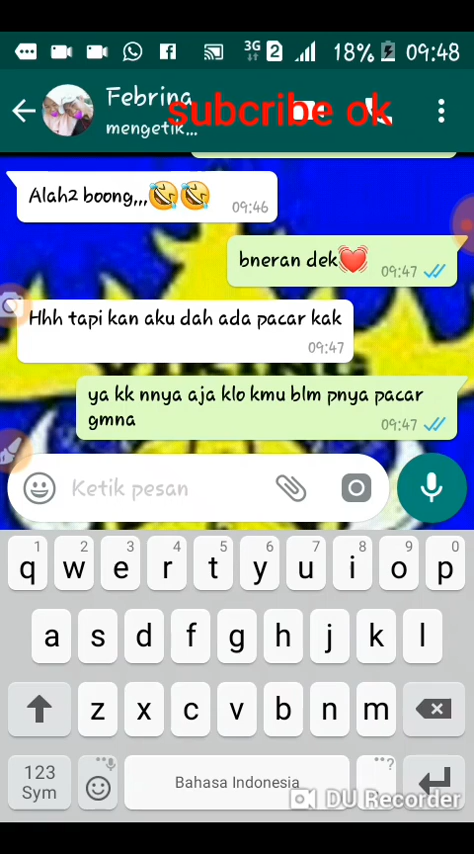 3G 2 18% 09:48
Febrina
subcribe ok
mengetik...
Alah2 boong,,,🤣🤣
09:46
bneran dek💓
09:47
Hhh tapi kan aku dah ada pacar kak
09:47
ya kk nnya aja klo kmu blm pnya pacar
gmna
09:47
Ketik pesan
1 2 3 4 5 6 7 8 9 0
q w e r t y u i o p
a s d f g h j k l
z x c v b n m
123 ,
Sym Bahasa Indonesia . ?
DU Recorder